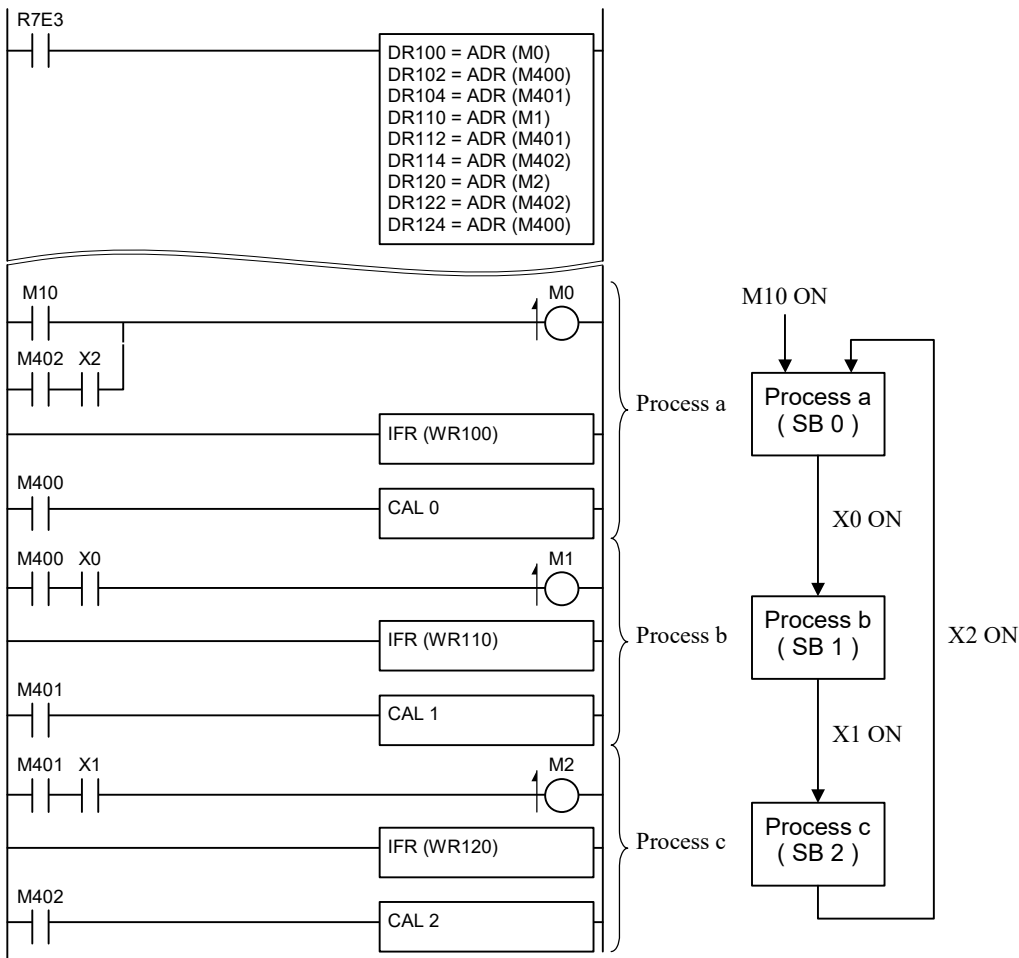 R7E3
DR100 = ADR (M0)
DR102 = ADR (M400)
DR104 = ADR (M401)
DR110 = ADR (M1)
DR112 = ADR (M401)
DR114 = ADR (M402)
DR120 = ADR (M2)
DR122 = ADR (M402)
DR124 = ADR (M400)
M10 M0
M402 X2
IFR (WR100)
M400
CAL 0
Process a
M400 X0 M1
IFR (WR110)
M401
CAL 1
Process b
M401 X1 M2
IFR (WR120)
M402
CAL 2
Process c
M10 ON
Process a
( SB 0 )
X0 ON
Process b
( SB 1 )
X2 ON
X1 ON
Process c
( SB 2 )